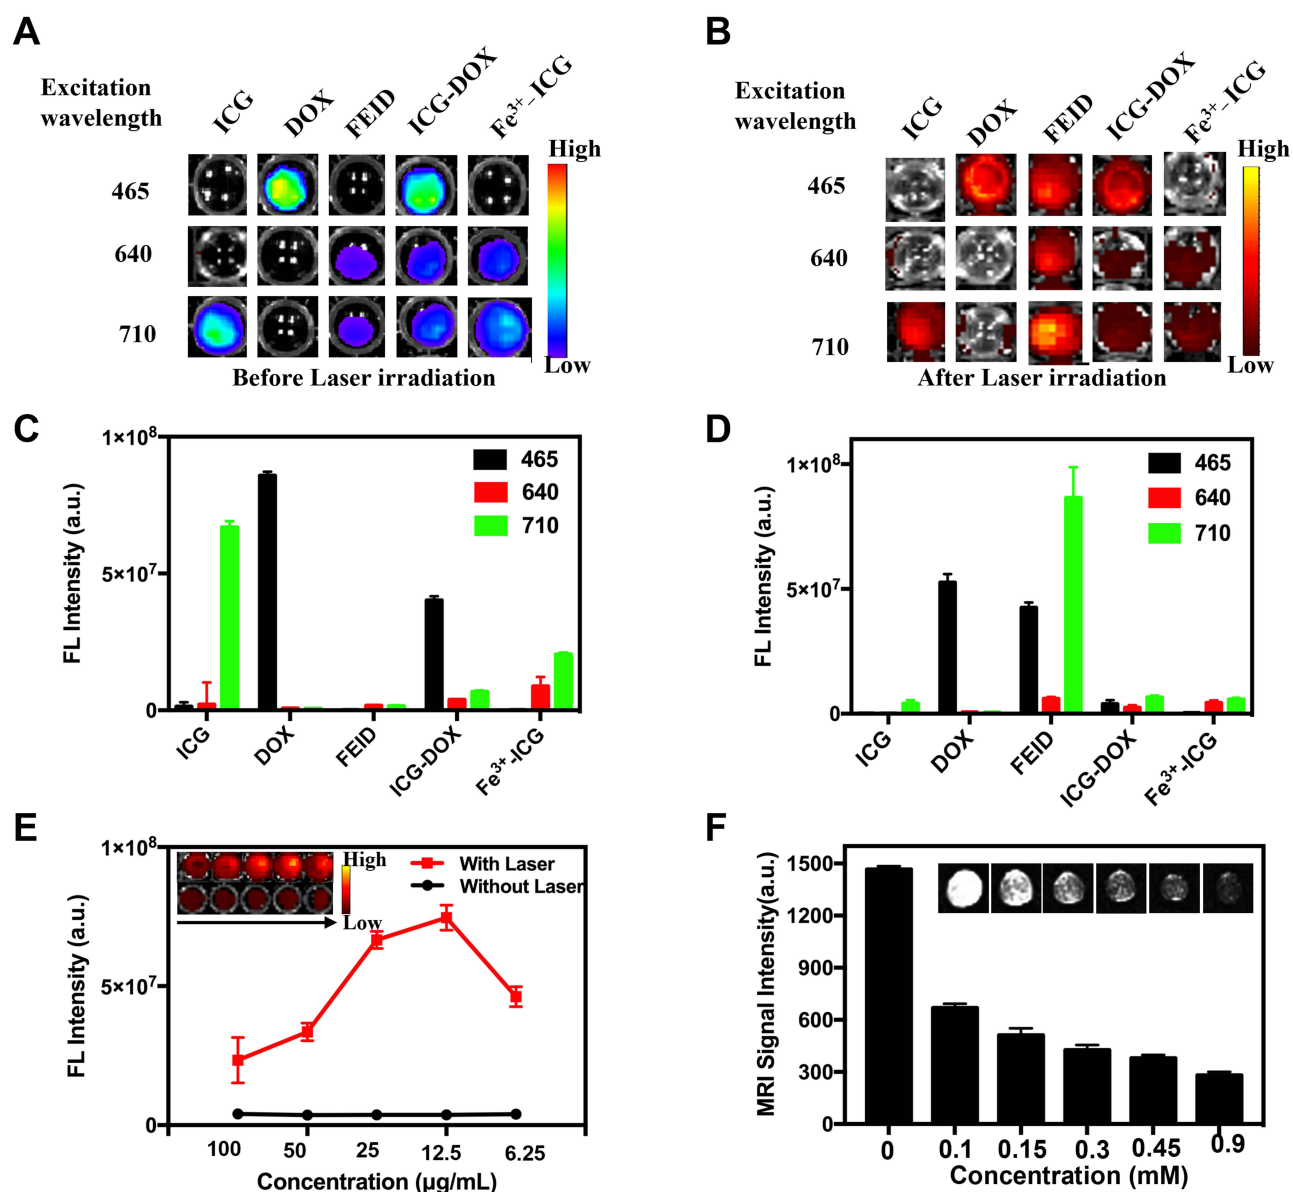 A
Excitation
wavelength
ICG
DOX
FEID
ICG-DOX
Fe³⁺– ICG
High
465
640
710
Low
Before Laser irradiation
B
Excitation
wavelength
ICG
DOX
FEID
ICG-DOX
Fe³⁺– ICG
High
465
640
710
Low
After Laser irradiation
C
FL Intensity (a.u.)
1×10⁸
5×10⁷
0
465
640
710
ICG
DOX
FEID
ICG-DOX
Fe³⁺-ICG
D
FL Intensity (a.u.)
1×10⁸
5×10⁷
0
465
640
710
ICG
DOX
FEID
ICG-DOX
Fe³⁺-ICG
E
FL Intensity (a.u.)
1×10⁸
5×10⁷
0
High
Low
With Laser
Without Laser
100 50 25 12.5 6.25
Concentration (µg/mL)
F
MRI Signal Intensity(a.u.)
1500
1200
900
600
300
0
0 0.1 0.15 0.3 0.45 0.9
Concentration (mM)